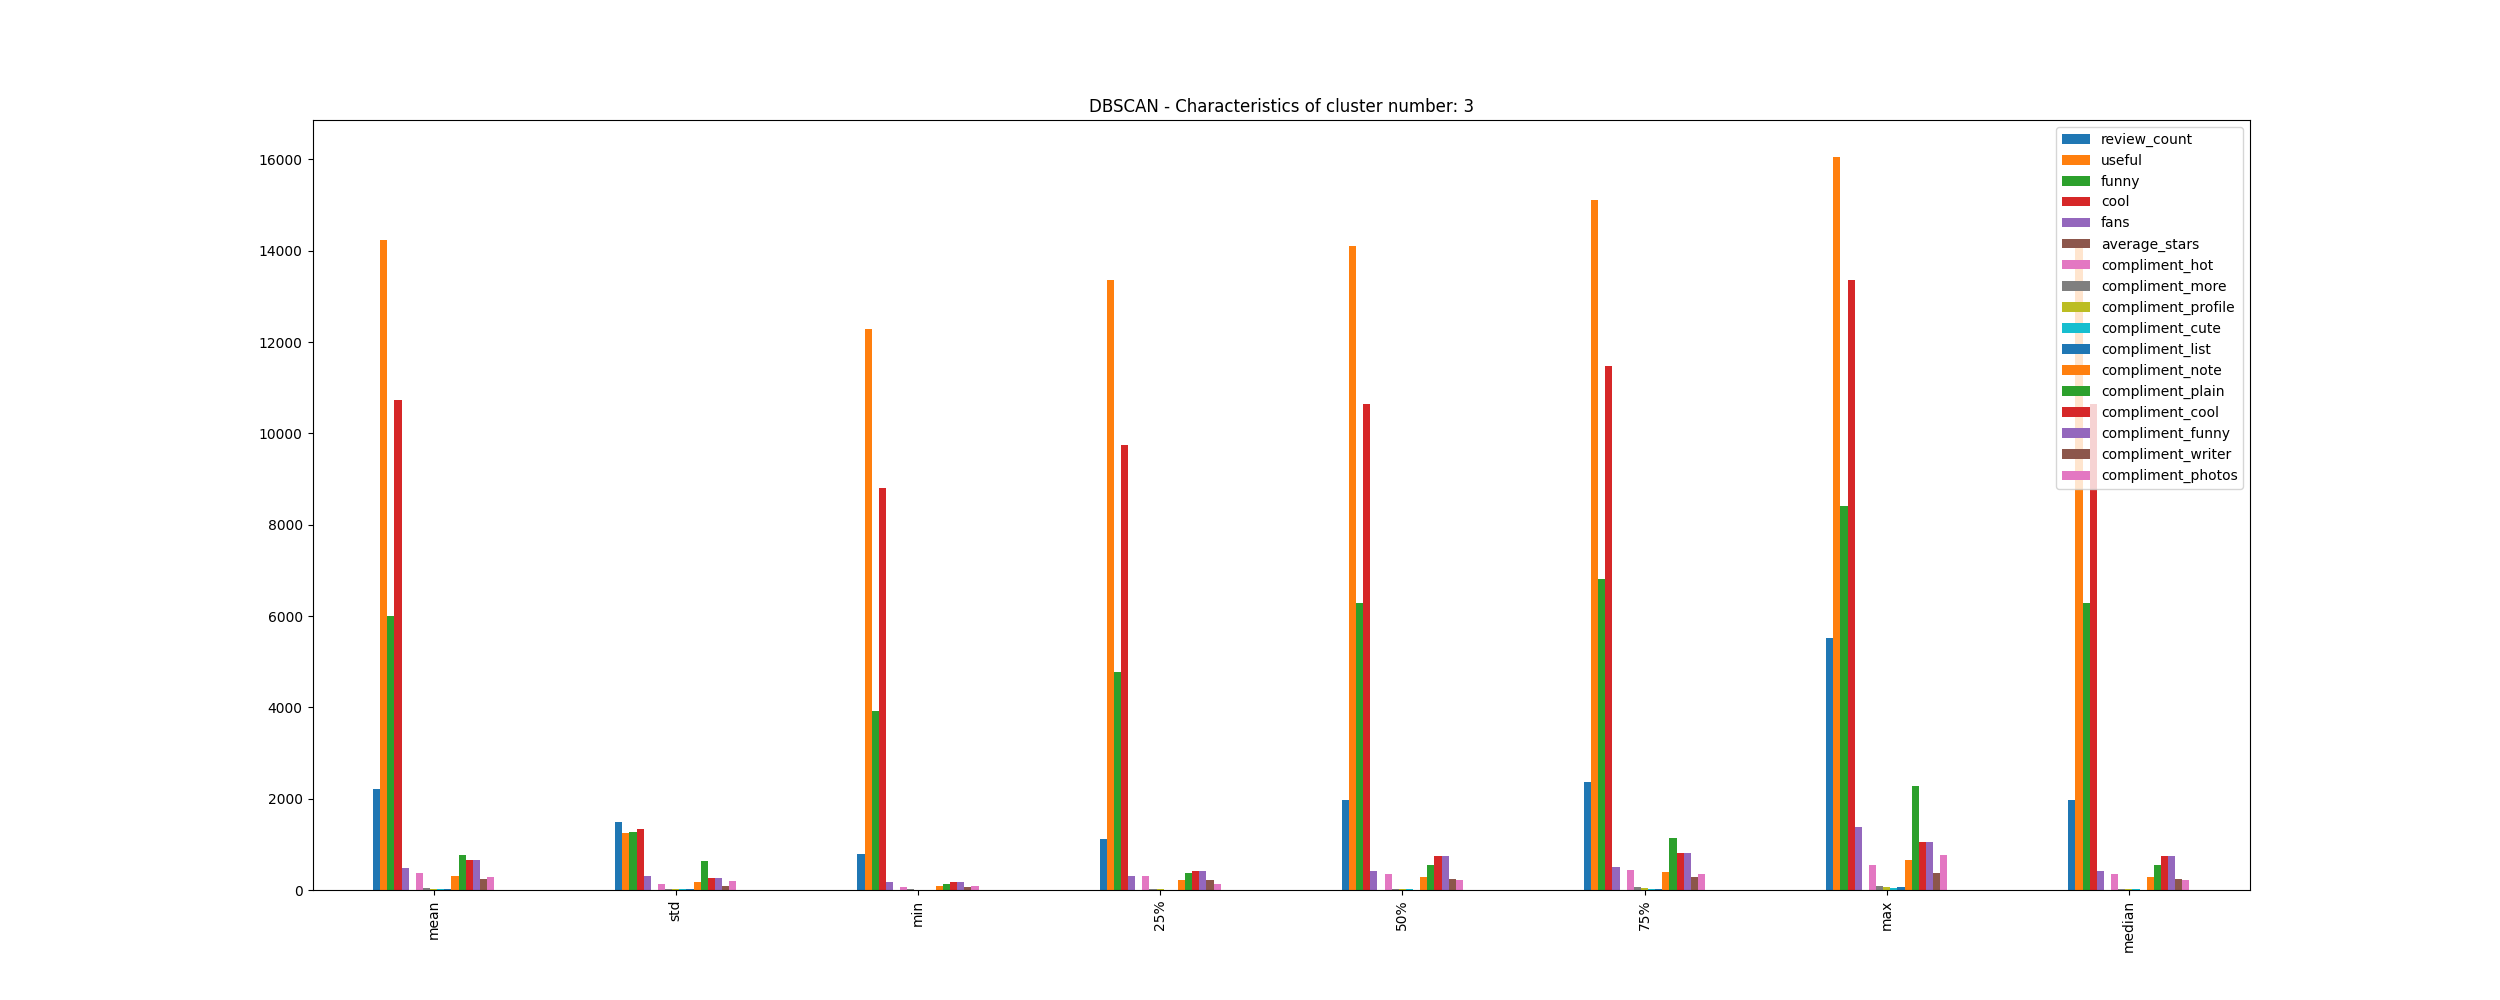 DBSCAN - Characteristics of cluster number: 3
16000
14000
12000
10000
8000
6000
4000
2000
0
review_count
useful
funny
cool
fans
average_stars
compliment_hot
compliment_more
compliment_profile
compliment_cute
compliment_list
compliment_note
compliment_plain
compliment_cool
compliment_funny
compliment_writer
compliment_photos
mean
std
min
25%
50%
75%
max
median